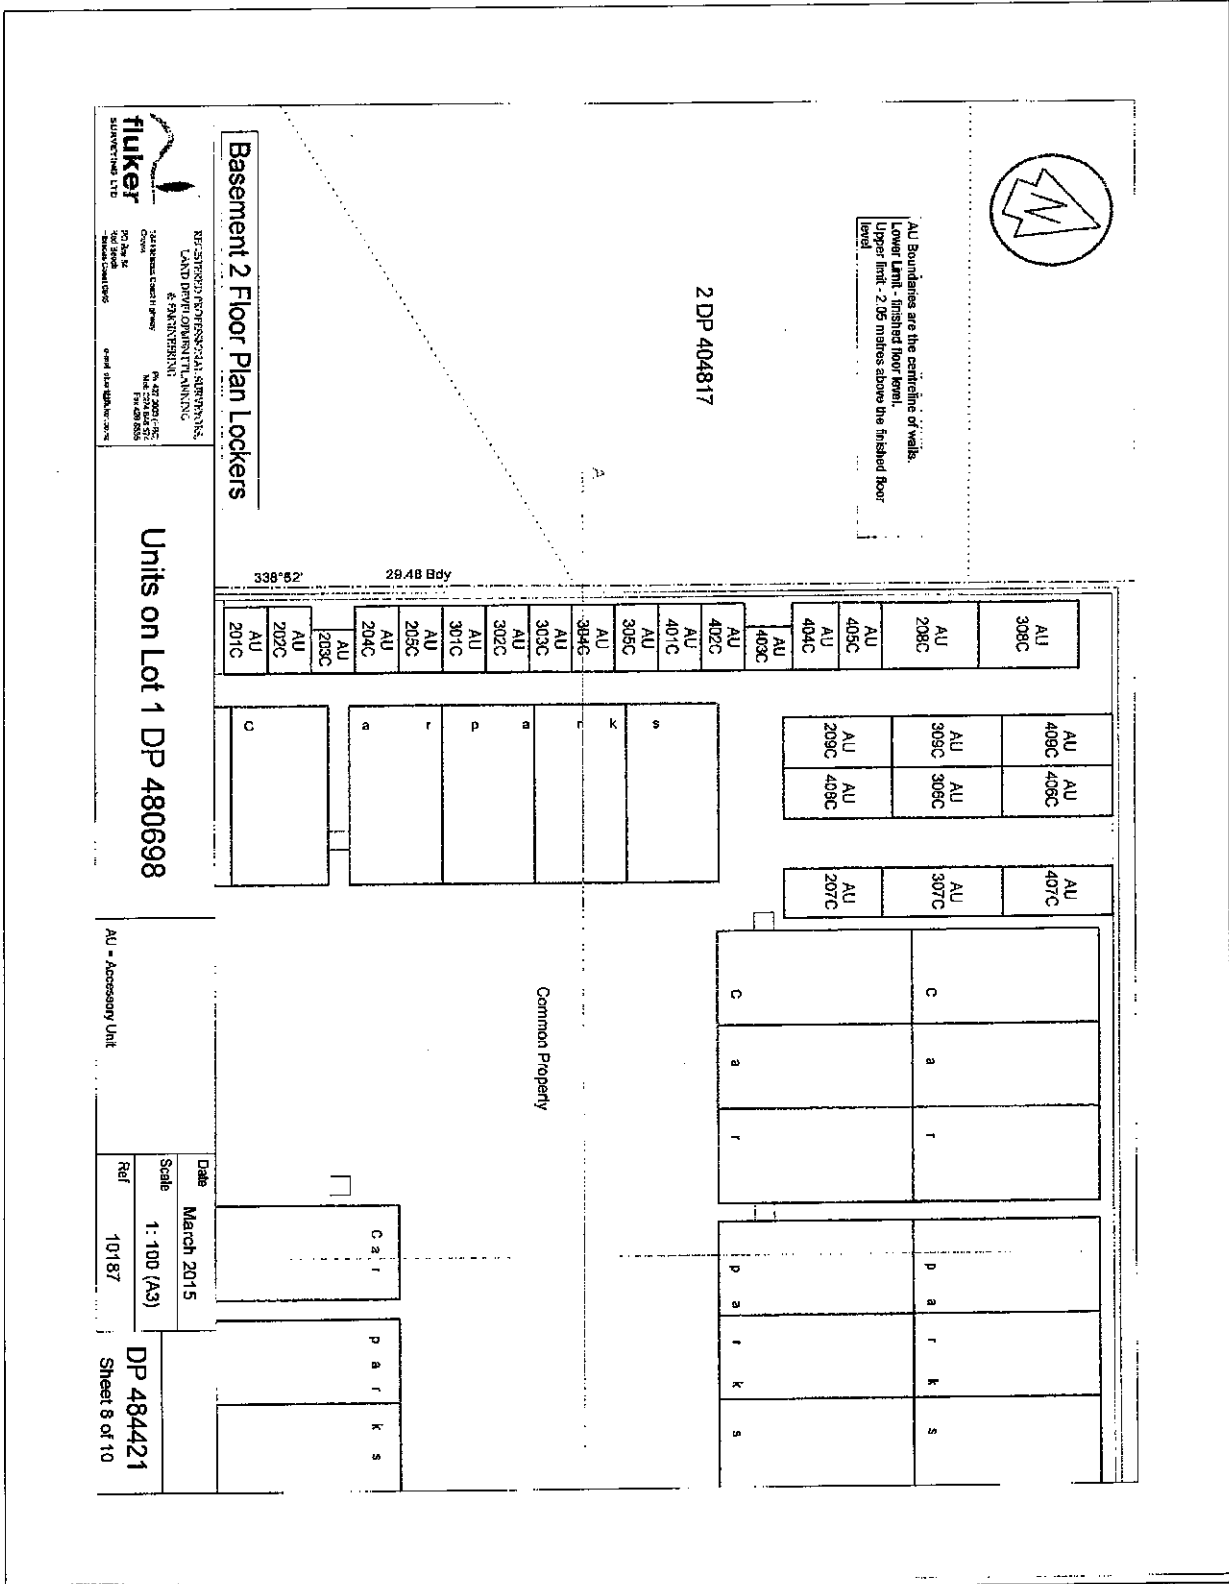 AU Boundaries are the centreline of walls.
Lower Limit - finished floor level.
Upper limit - 2.05 metres above the finished floor
level
2 DP 404817
A
338°52'
29.48 Bdy
AU
308C
AU
208C
AU
405C
AU
404C
AU
403C
AU
402C
AU
401C
AU
305C
AU
304C
AU
303C
AU
302C
AU
301C
AU
205C
AU
204C
AU
203C
AU
202C
AU
201C
AU
409C
AU
406C
AU
309C
AU
306C
AU
209C
AU
408C
AU
407C
AU
307C
AU
207C
C a r p a r k s
C a r p a r k s
C a r p a r k s
Common Property
C a r p a r k s
Basement 2 Floor Plan Lockers
fluker
SURVEYING LTD
REGISTERED PROFESSIONAL SURVEYORS,
LAND DEVELOPMENT PLANNING
& ENGINEERING
Orewa
PO Box 84
Red Beach
Units on Lot 1 DP 480698
AU = Accessory Unit
Date March 2015
Scale 1: 100 (A3)
Ref 10187
DP 484421
Sheet 8 of 10